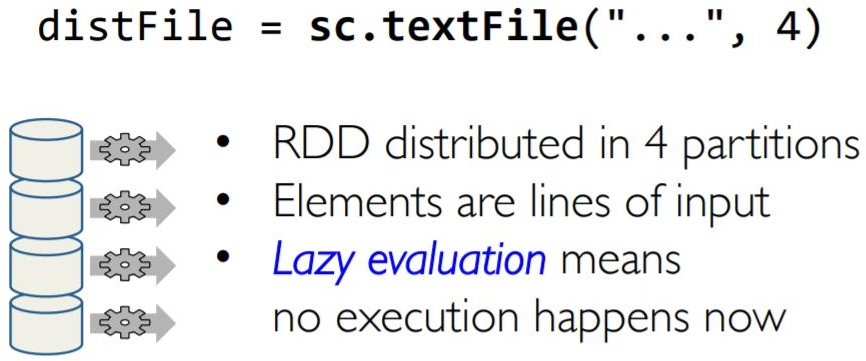 distFile = sc.textFile("...", 4)
• RDD distributed in 4 partitions
• Elements are lines of input
• Lazy evaluation means
no execution happens now